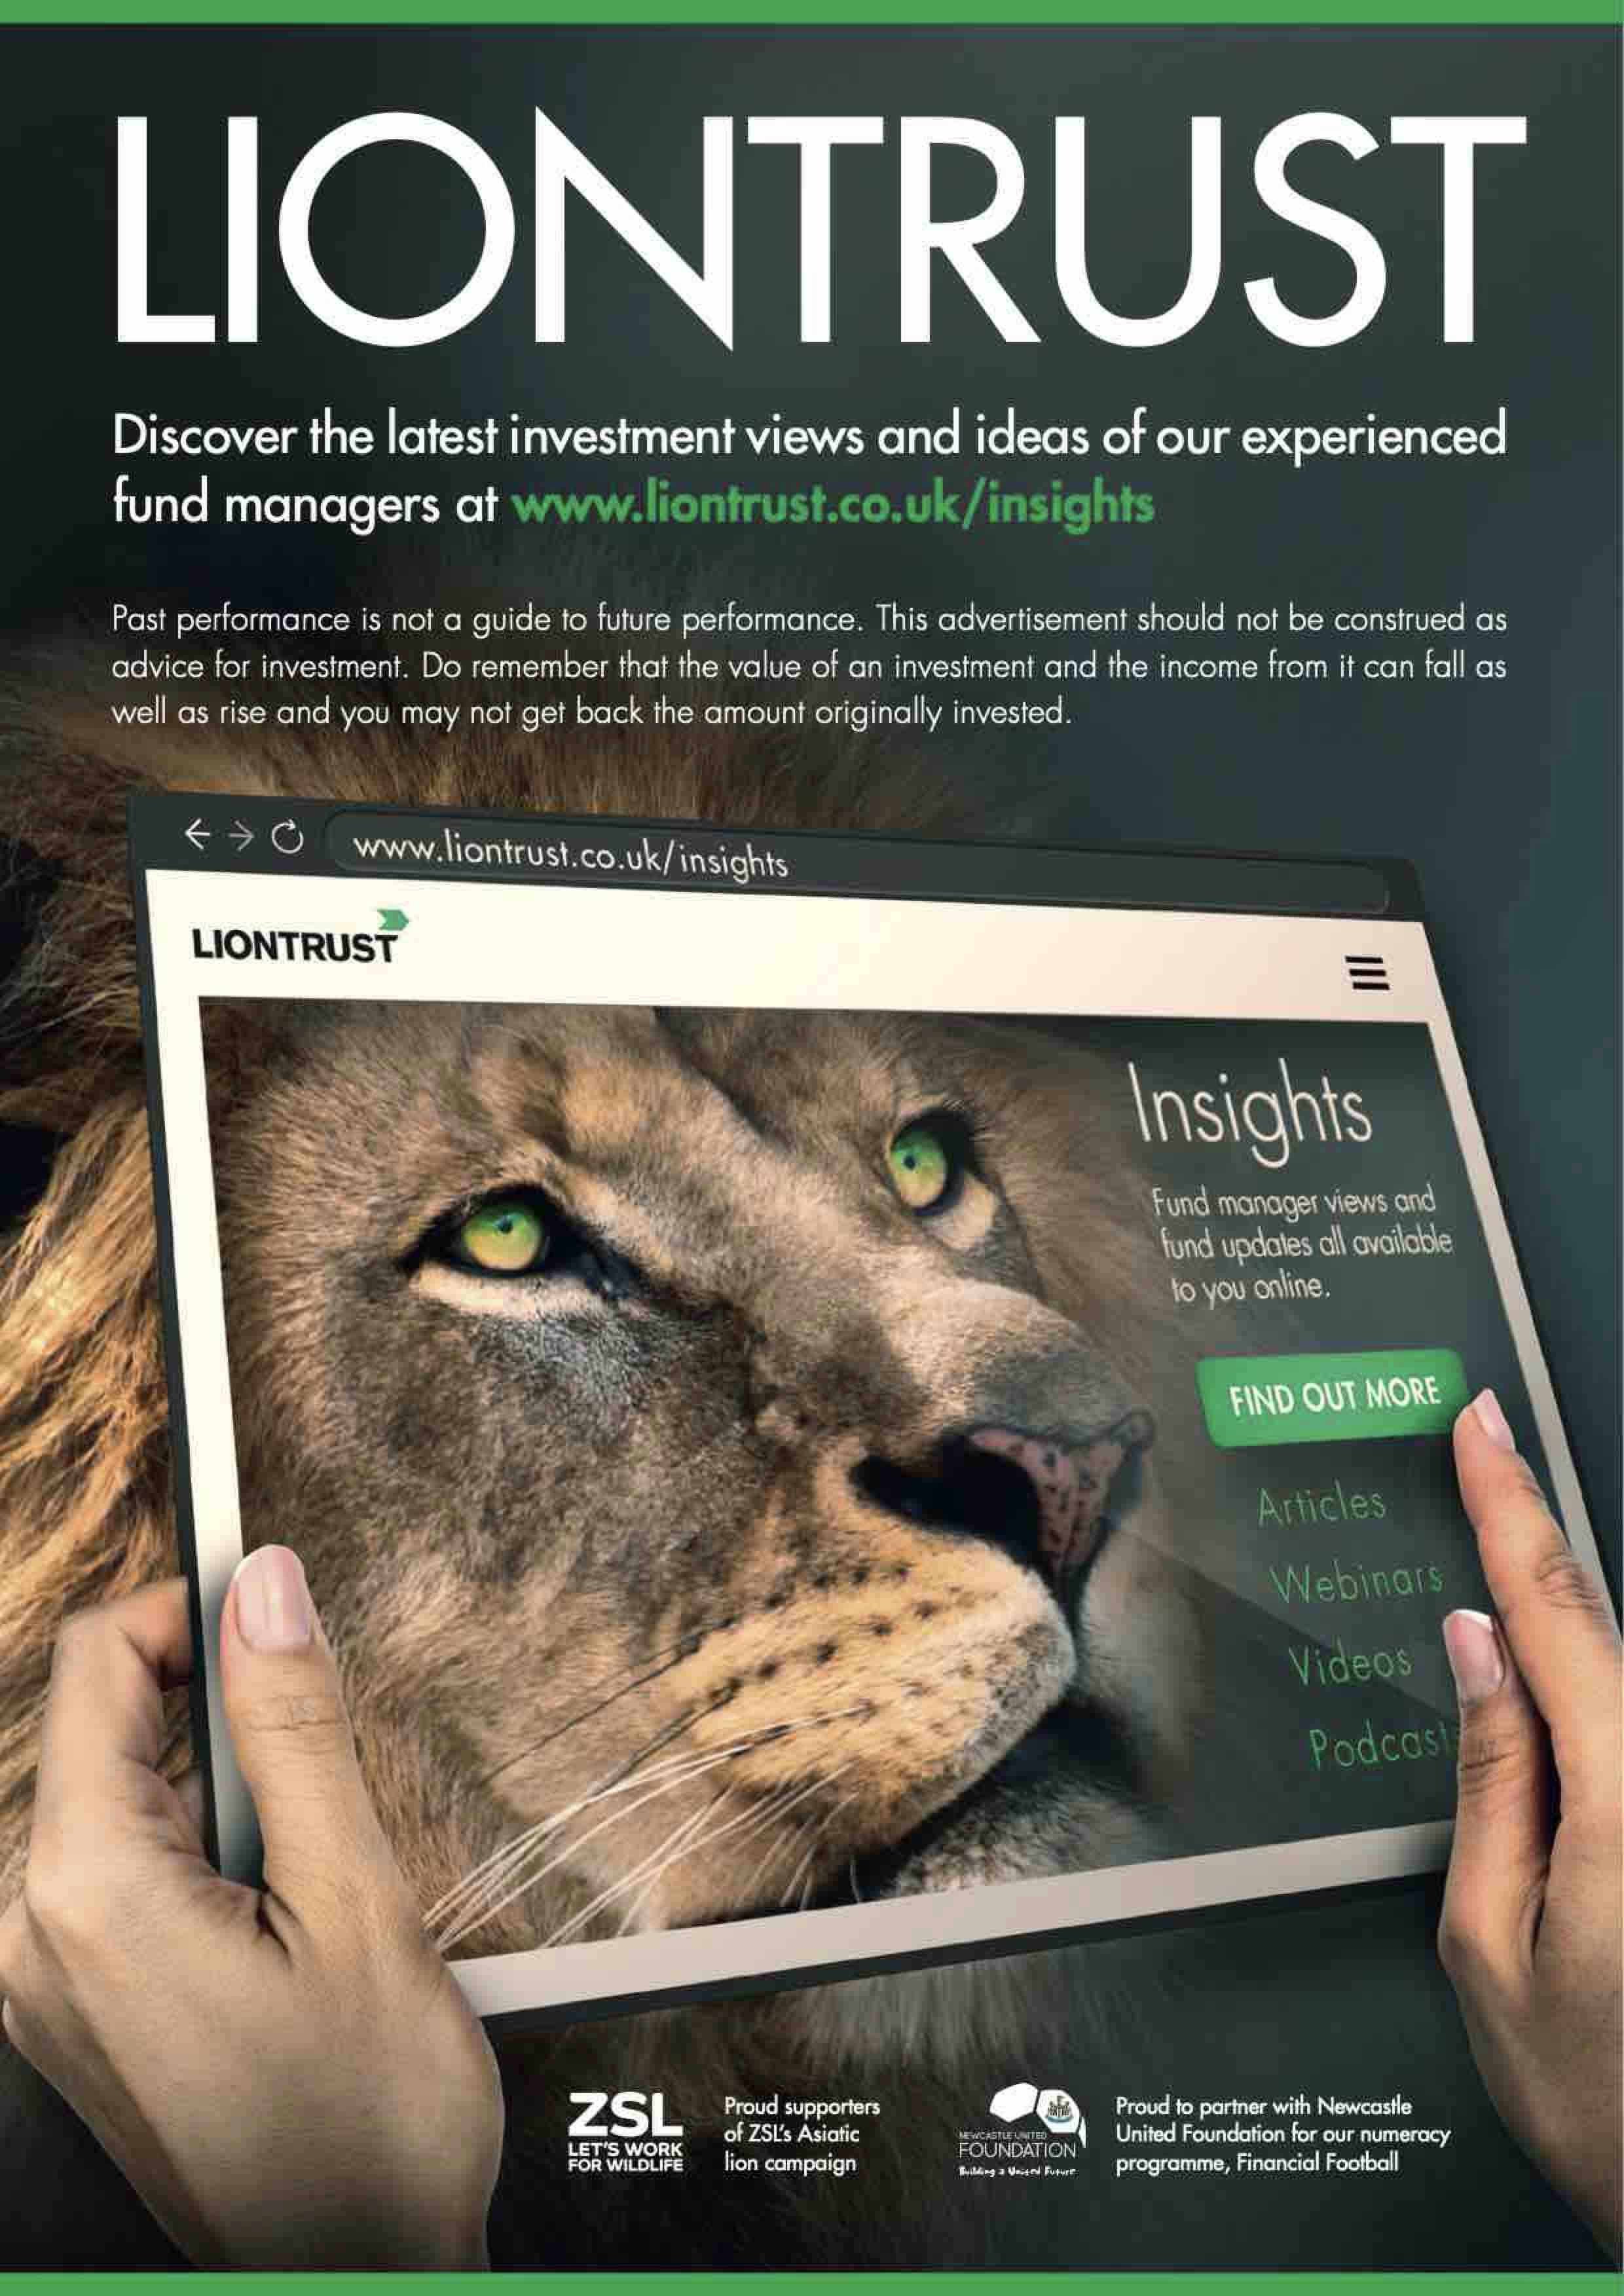 LIONTRUST
Discover the latest investment views and ideas of our experienced
fund managers at www.liontrust.co.uk/insights
Past performance is not a guide to future performance. This advertisement should not be construed as
advice for investment. Do remember that the value of an investment and the income from it can fall as
well as rise and you may not get back the amount originally invested.
www.liontrust.co.uk/insights
LIONTRUST
Insights
Fund manager views and
fund updates all available
to you online.
FIND OUT MORE
Articles
Webinars
Videos
Podcast
ZSL
LET'S WORK
FOR WILDLIFE
Proud supporters
of ZSL's Asiatic
lion campaign
NEWCASTLE UNITED
FOUNDATION
Building a United Future
Proud to partner with Newcastle
United Foundation for our numeracy
programme, Financial Football